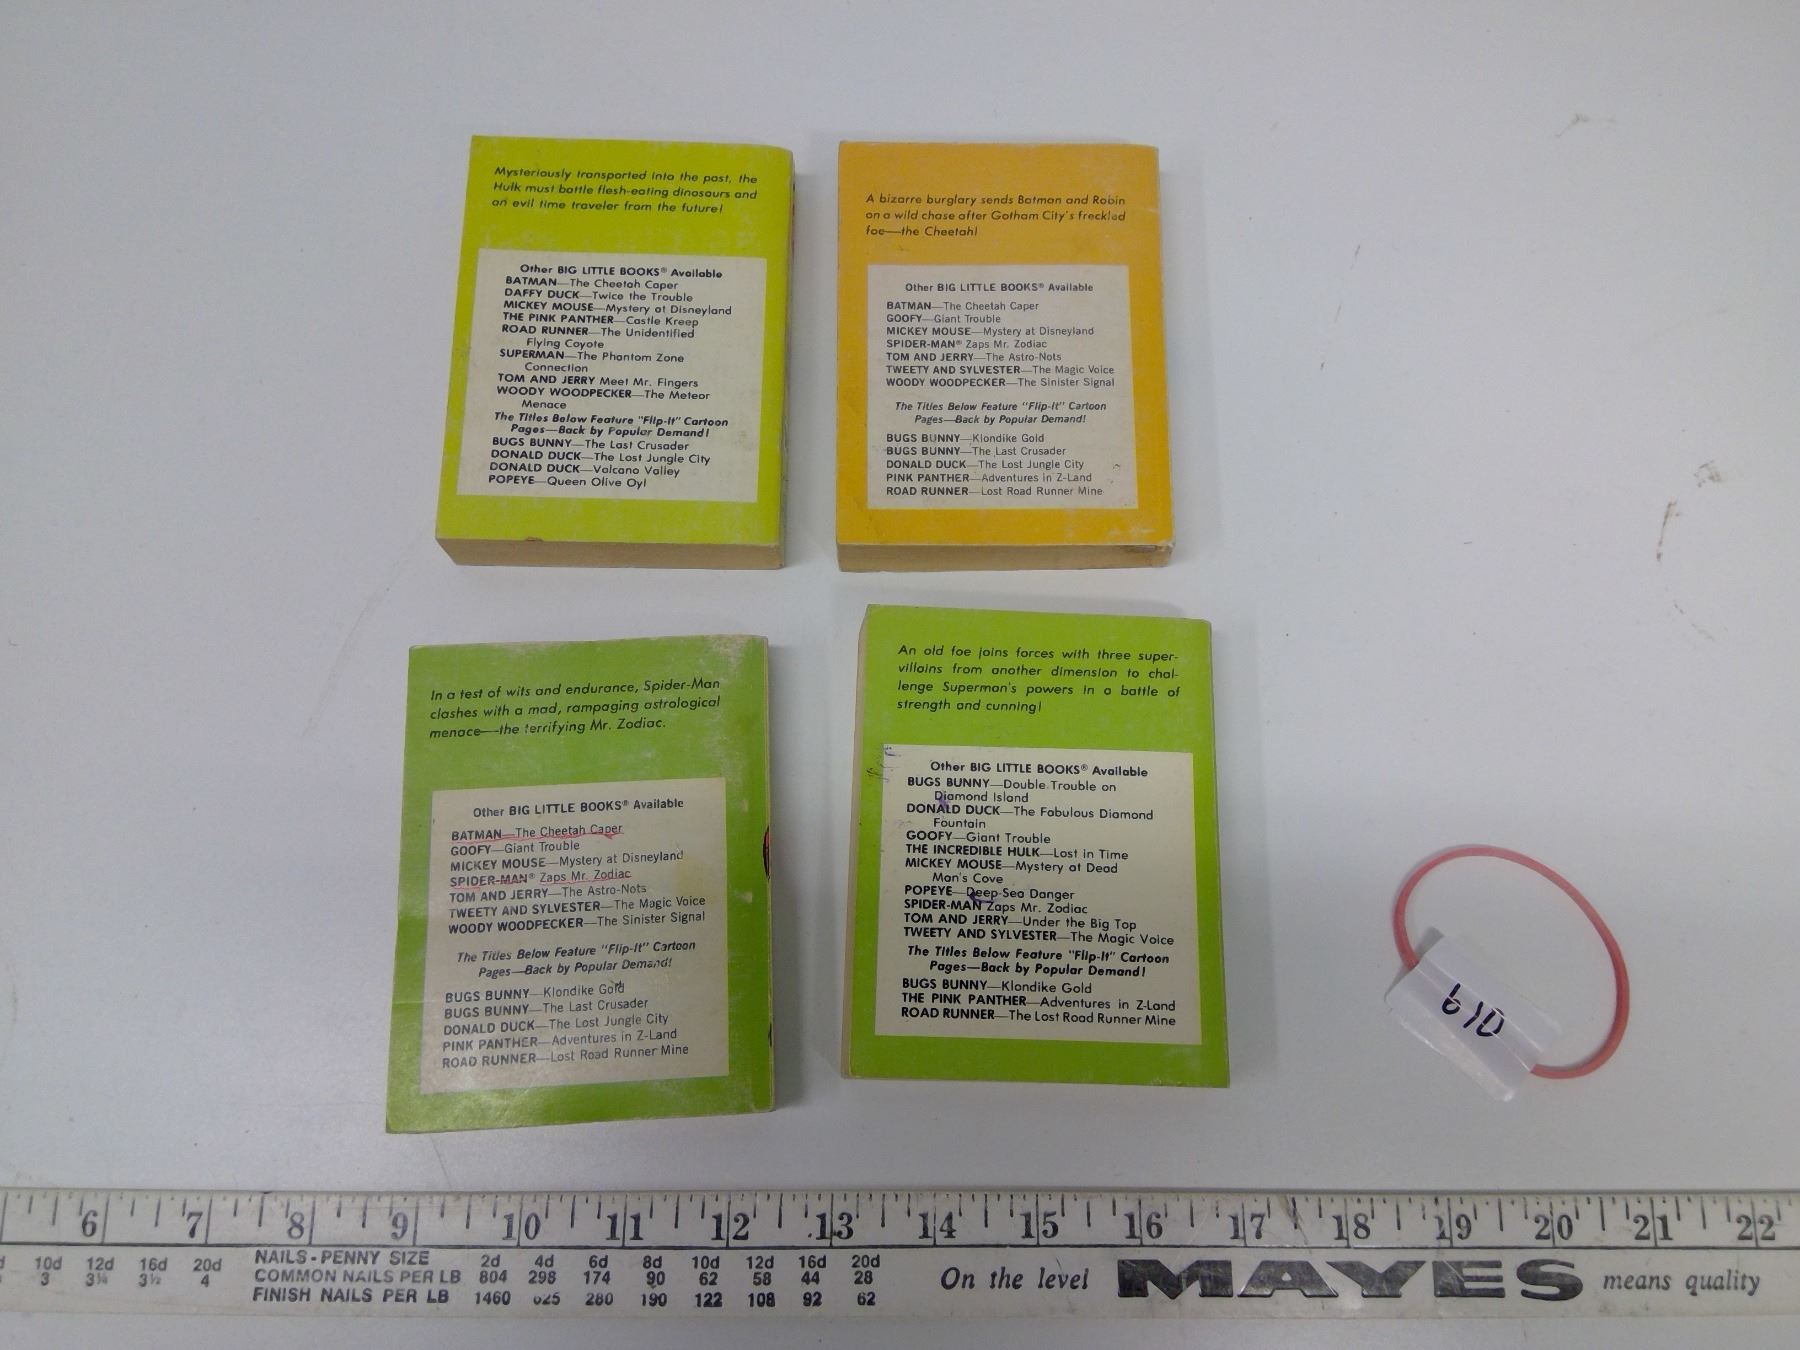 Mysteriously transported into the past, the
Hulk must battle flesh-eating dinosaurs and
an evil time traveler from the future!
Other BIG LITTLE BOOKS® Available
BATMAN—The Cheetah Caper
DAFFY DUCK—Twice the Trouble
MICKEY MOUSE—Mystery at Disneyland
THE PINK PANTHER—Castle Kreep
ROAD RUNNER—The Unidentified
Flying Coyote
SUPERMAN—The Phantom Zone
Connection
TOM AND JERRY Meet Mr. Fingers
WOODY WOODPECKER—The Meteor
Menace
The Titles Below Feature "Flip-It" Cartoon
Pages—Back by Popular Demand!
BUGS BUNNY—The Last Crusader
DONALD DUCK—The Lost Jungle City
DONALD DUCK—Volcano Valley
POPEYE—Queen Olive Oyl
A bizarre burglary sends Batman and Robin
on a wild chase after Gotham City's freckled
foe—the Cheetah!
Other BIG LITTLE BOOKS® Available
BATMAN—The Cheetah Caper
GOOFY—Giant Trouble
MICKEY MOUSE—Mystery at Disneyland
SPIDER-MAN® Zaps Mr. Zodiac
TOM AND JERRY—The Astro-Nots
TWEETY AND SYLVESTER—The Magic Voice
WOODY WOODPECKER—The Sinister Signal
The Titles Below Feature "Flip-It" Cartoon
Pages—Back by Popular Demand!
BUGS BUNNY—Klondike Gold
BUGS BUNNY—The Last Crusader
DONALD DUCK—The Lost Jungle City
PINK PANTHER—Adventures in Z-Land
ROAD RUNNER—Lost Road Runner Mine
In a test of wits and endurance, Spider-Man
clashes with a mad, rampaging astrological
menace—the terrifying Mr. Zodiac.
Other BIG LITTLE BOOKS® Available
BATMAN—The Cheetah Caper
GOOFY—Giant Trouble
MICKEY MOUSE—Mystery at Disneyland
SPIDER-MAN® Zaps Mr. Zodiac
TOM AND JERRY—The Astro-Nots
TWEETY AND SYLVESTER—The Magic Voice
WOODY WOODPECKER—The Sinister Signal
The Titles Below Feature "Flip-It" Cartoon
Pages—Back by Popular Demand!
BUGS BUNNY—Klondike Gold
BUGS BUNNY—The Last Crusader
DONALD DUCK—The Lost Jungle City
PINK PANTHER—Adventures in Z-Land
ROAD RUNNER—Lost Road Runner Mine
An old foe joins forces with three super-
villains from another dimension to chal-
lenge Superman's powers in a battle of
strength and cunning!
Other BIG LITTLE BOOKS® Available
BUGS BUNNY—Double Trouble on
Diamond Island
DONALD DUCK—The Fabulous Diamond
Fountain
GOOFY—Giant Trouble
THE INCREDIBLE HULK—Lost in Time
MICKEY MOUSE—Mystery at Dead
Man's Cove
POPEYE—Deep Sea Danger
SPIDER-MAN Zaps Mr. Zodiac
TOM AND JERRY—Under the Big Top
TWEETY AND SYLVESTER—The Magic Voice
The Titles Below Feature "Flip-It" Cartoon
Pages—Back by Popular Demand!
BUGS BUNNY—Klondike Gold
THE PINK PANTHER—Adventures in Z-Land
ROAD RUNNER—The Lost Road Runner Mine
6 7 8 9 10 11 12 13 14 15 16 17 18 19 20 21 22
10d 12d 16d 20d NAILS - PENNY SIZE 2d 4d 6d 8d 10d 12d 16d 20d
3 3¼ 3½ 4 COMMON NAILS PER LB 804 298 174 90 62 58 44 28
FINISH NAILS PER LB 1460 625 280 190 122 108 92 62
On the level MAYES means quality